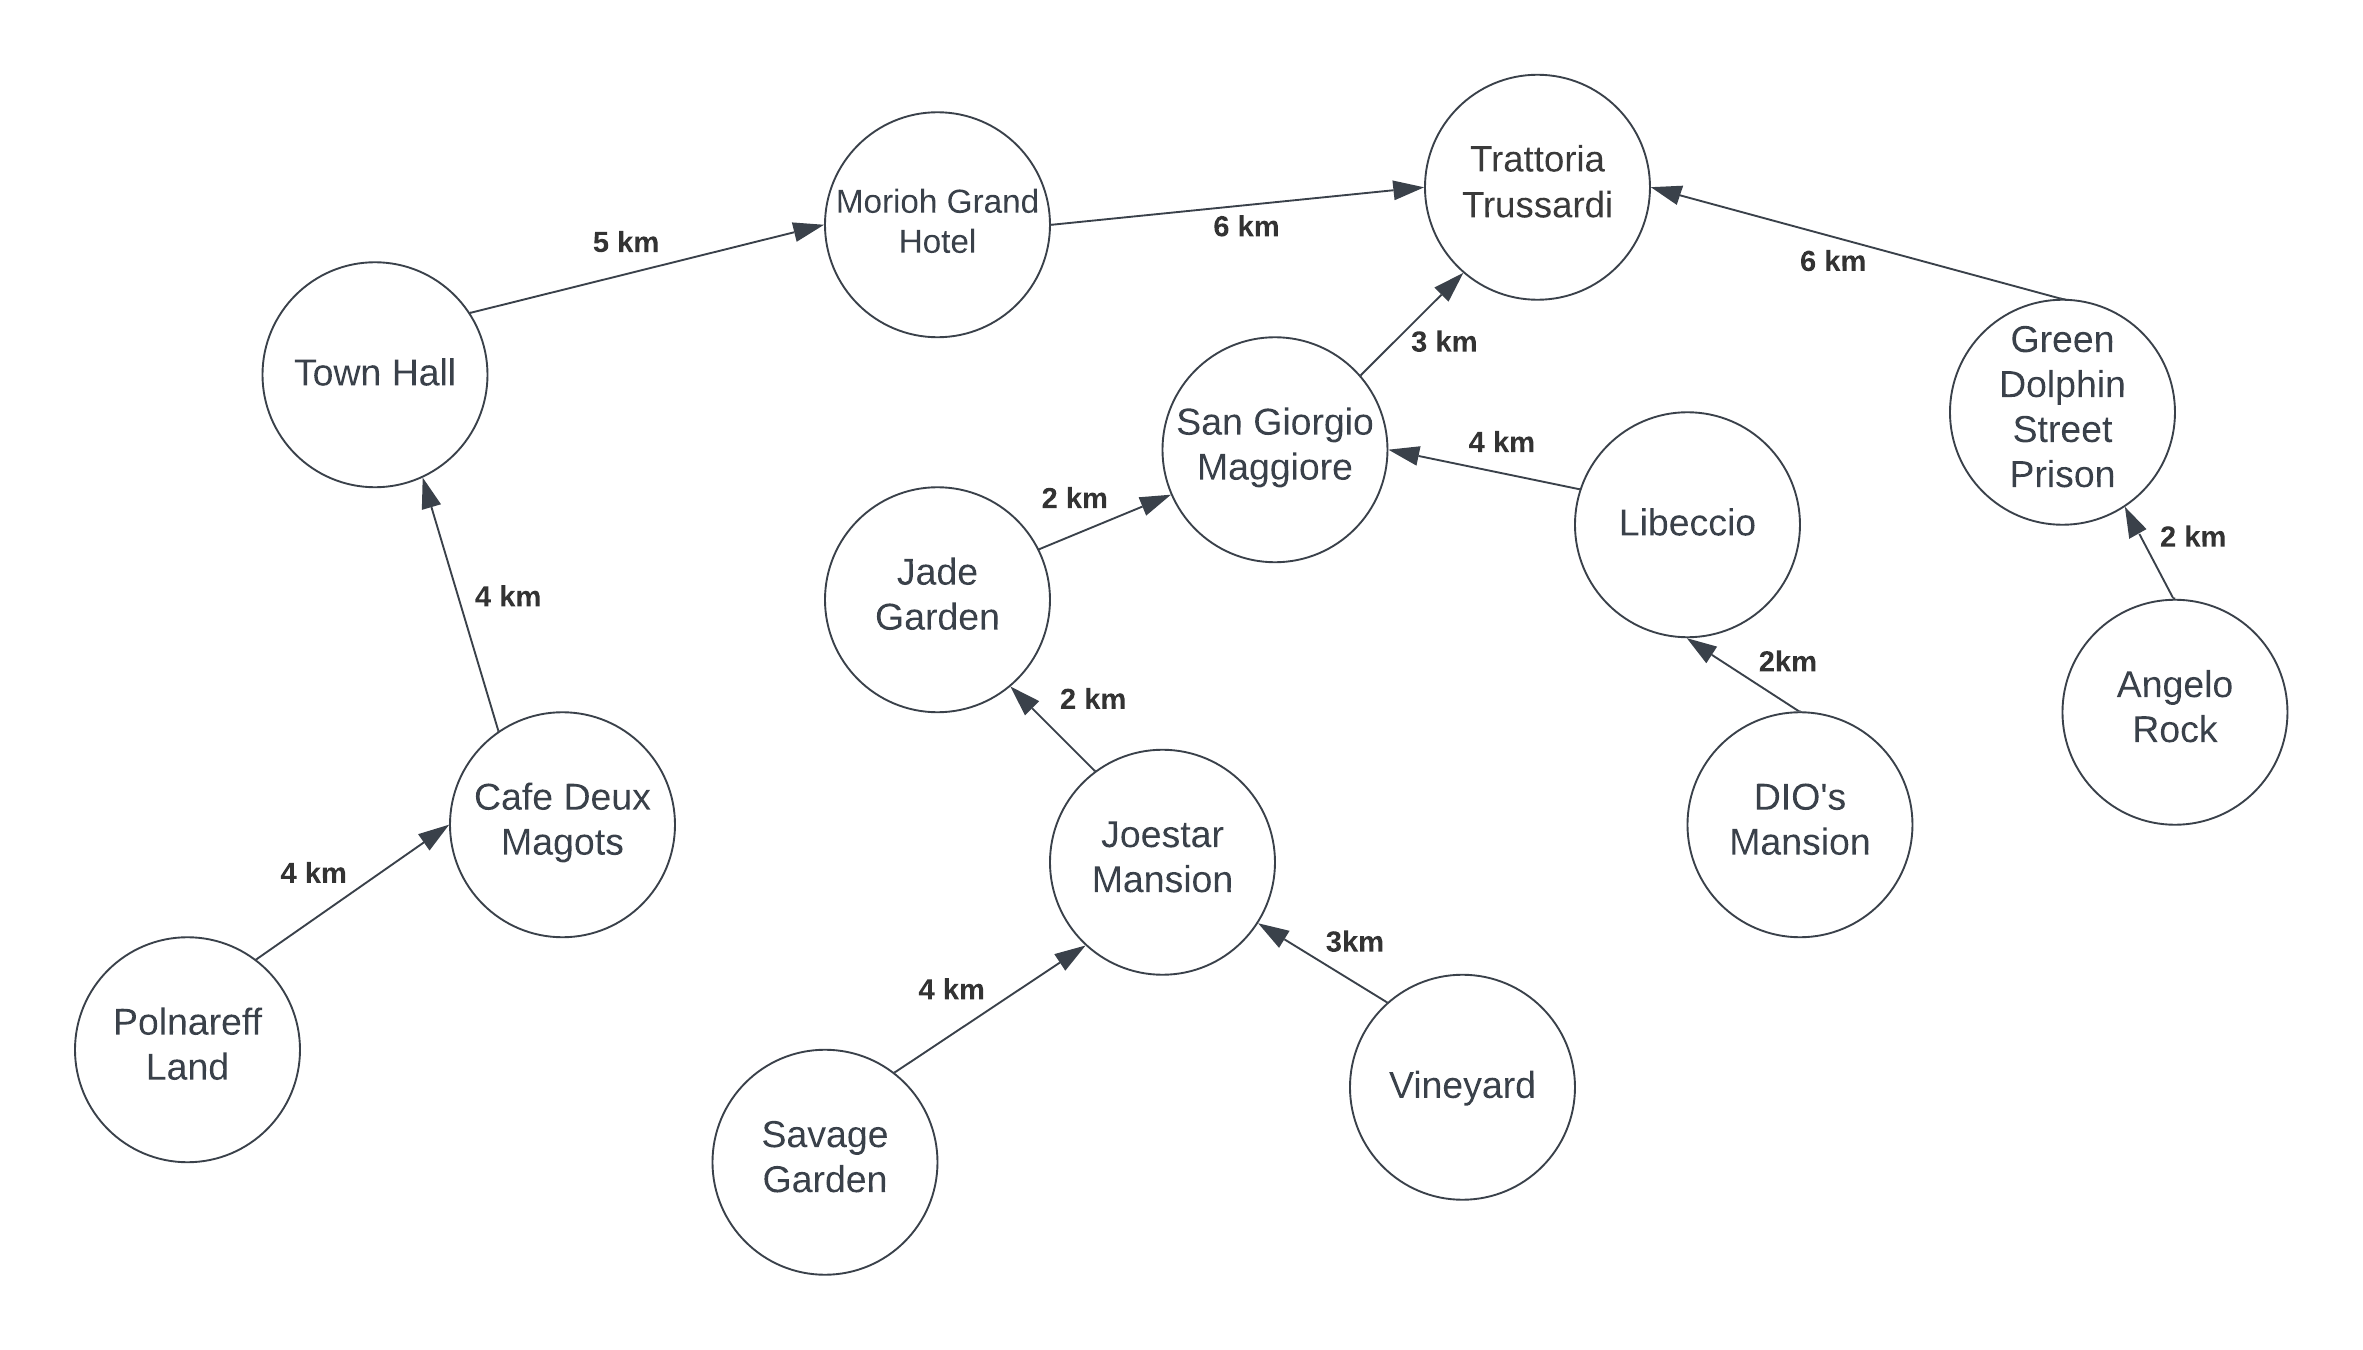 Trattoria
Trussardi
Morioh Grand
Hotel
6 km
5 km
6 km
Town Hall
3 km
Green
Dolphin
Street
Prison
San Giorgio
Maggiore
4 km
2 km
Libeccio
2 km
Jade
Garden
4 km
2km
2 km
Angelo
Rock
Cafe Deux
Magots
DIO's
Mansion
Joestar
Mansion
4 km
3km
4 km
Polnareff
Land
Vineyard
Savage
Garden